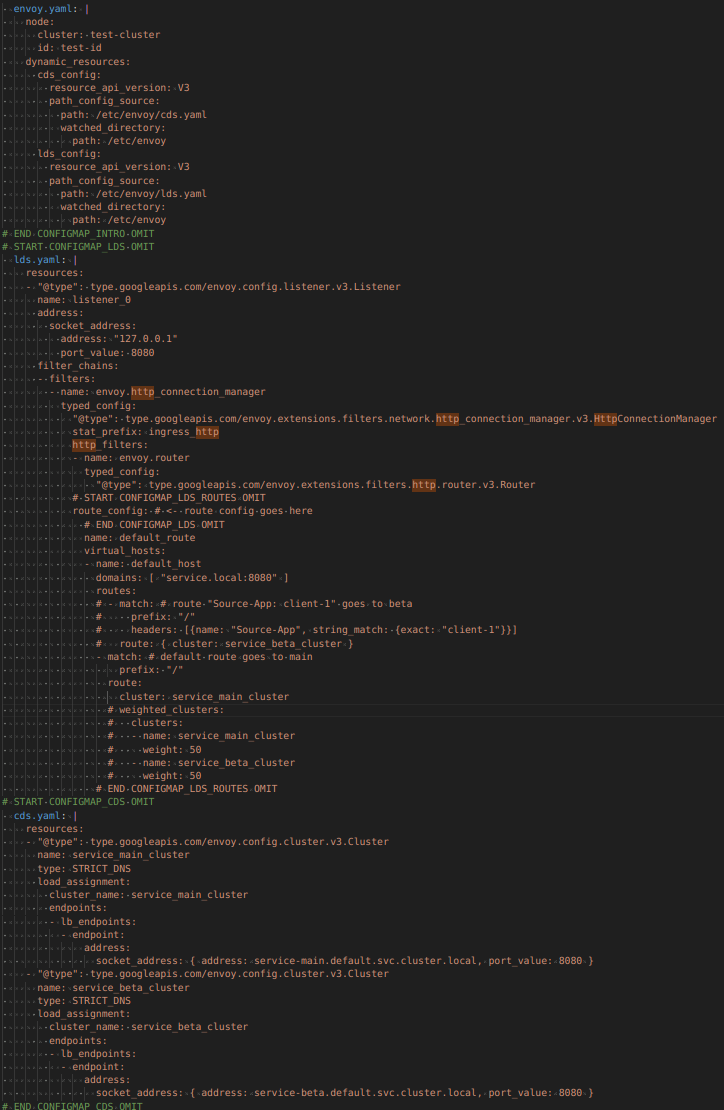 envoy.yaml: |
node:
cluster: test-cluster
id: test-id
dynamic_resources:
cds_config:
resource_api_version: V3
path_config_source:
path: /etc/envoy/cds.yaml
watched_directory:
path: /etc/envoy
lds_config:
resource_api_version: V3
path_config_source:
path: /etc/envoy/lds.yaml
watched_directory:
path: /etc/envoy
# END CONFIGMAP_INTRO OMIT
# START CONFIGMAP_LDS OMIT
lds.yaml: |
resources:
- "@type": type.googleapis.com/envoy.config.listener.v3.Listener
name: listener_0
address:
socket_address:
address: "127.0.0.1"
port_value: 8080
filter_chains:
- filters:
- name: envoy.http_connection_manager
typed_config:
"@type": type.googleapis.com/envoy.extensions.filters.network.http_connection_manager.v3.HttpConnectionManager
stat_prefix: ingress_http
http_filters:
- name: envoy.router
typed_config:
"@type": type.googleapis.com/envoy.extensions.filters.http.router.v3.Router
# START CONFIGMAP_LDS_ROUTES OMIT
route_config: # <--route config goes here
# END CONFIGMAP_LDS OMIT
name: default_route
virtual_hosts:
- name: default_host
domains: [ "service.local:8080" ]
routes:
# - match: # route "Source-App: client-1" goes to beta
# prefix: "/"
# headers: [{name: "Source-App", string_match: {exact: "client-1"}}]
# route: { cluster: service_beta_cluster }
- match: # default route goes to main
prefix: "/"
route:
cluster: service_main_cluster
# weighted_clusters:
# clusters:
# - name: service_main_cluster
# weight: 50
# - name: service_beta_cluster
# weight: 50
# END CONFIGMAP_LDS_ROUTES OMIT
# START CONFIGMAP_CDS OMIT
cds.yaml: |
resources:
- "@type": type.googleapis.com/envoy.config.cluster.v3.Cluster
name: service_main_cluster
type: STRICT_DNS
load_assignment:
cluster_name: service_main_cluster
endpoints:
- lb_endpoints:
- endpoint:
address:
socket_address: { address: service-main.default.svc.cluster.local, port_value: 8080 }
- "@type": type.googleapis.com/envoy.config.cluster.v3.Cluster
name: service_beta_cluster
type: STRICT_DNS
load_assignment:
cluster_name: service_beta_cluster
endpoints:
- lb_endpoints:
- endpoint:
address:
socket_address: { address: service-beta.default.svc.cluster.local, port_value: 8080 }
# END CONFIGMAP_CDS OMIT